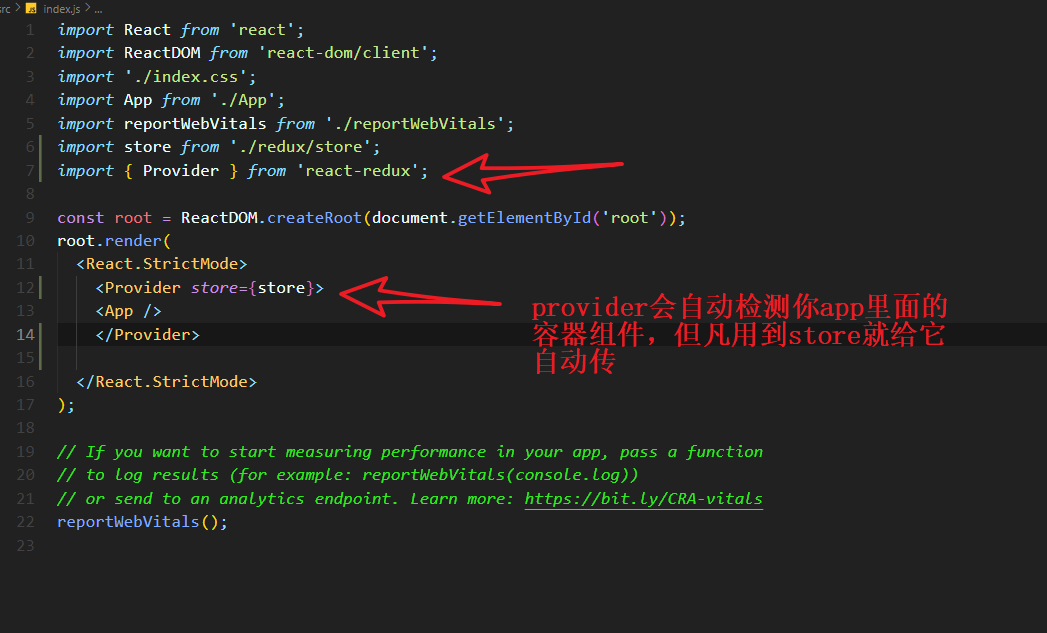 src > JS index.js > ...
1 import React from 'react';
2 import ReactDOM from 'react-dom/client';
3 import './index.css';
4 import App from './App';
5 import reportWebVitals from './reportWebVitals';
6 import store from './redux/store';
7 import { Provider } from 'react-redux';
8
9 const root = ReactDOM.createRoot(document.getElementById('root'));
10 root.render(
11 <React.StrictMode>
12 <Provider store={store}>
13 <App />
provider会自动检测你app里面的
14 </Provider>
容器组件，但凡用到store就给它
15
自动传
16 </React.StrictMode>
17 );
18
19 // If you want to start measuring performance in your app, pass a function
20 // to log results (for example: reportWebVitals(console.log))
21 // or send to an analytics endpoint. Learn more: https://bit.ly/CRA-vitals
22 reportWebVitals();
23